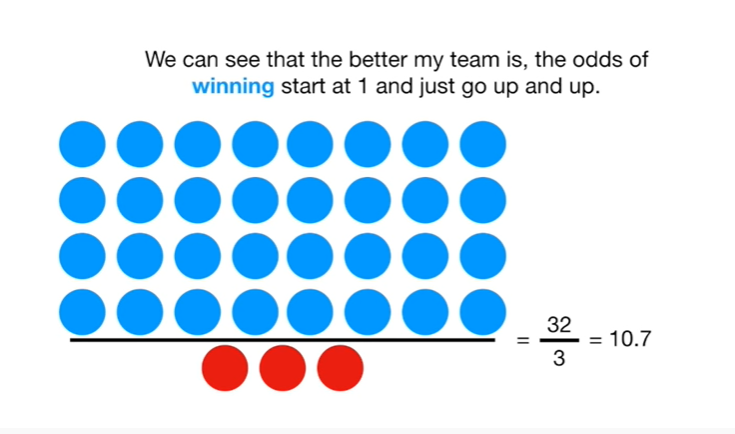 We can see that the better my team is, the odds of
winning start at 1 and just go up and up.
= 32/3 = 10.7